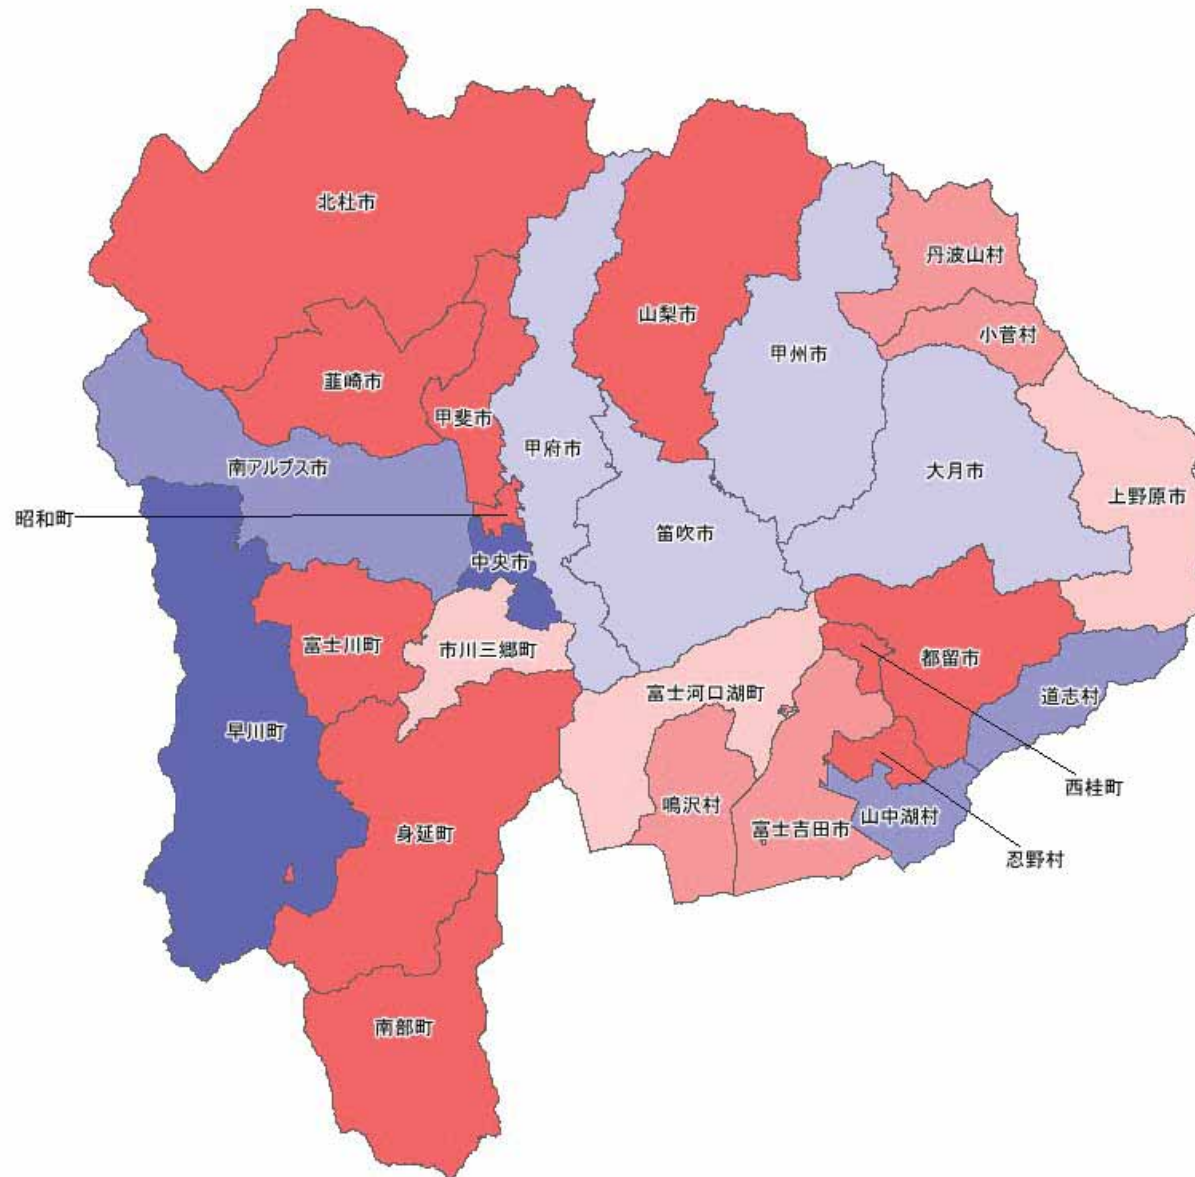 北杜市
丹波山村
山梨市
小菅村
甲州市
韮崎市
甲斐市
甲府市
南アルプス市
大月市
上野原市
昭和町
笛吹市
中央市
富士川町
市川三郷町
都留市
富士河口湖町
道志村
早川町
西桂町
鳴沢村
山中湖村
身延町
富士吉田市
忍野村
南部町